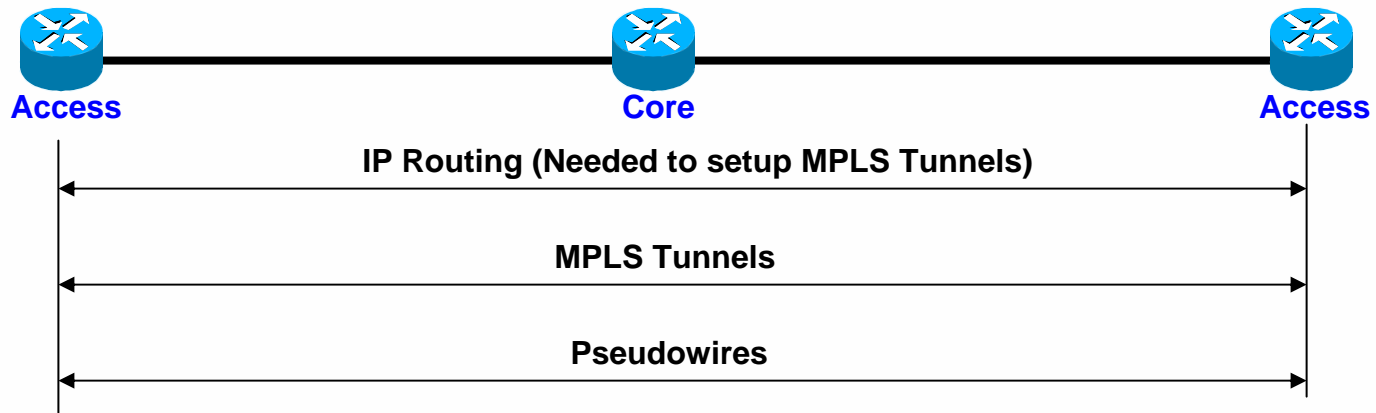 Access
Core
Access
IP Routing (Needed to setup MPLS Tunnels)
MPLS Tunnels
Pseudowires